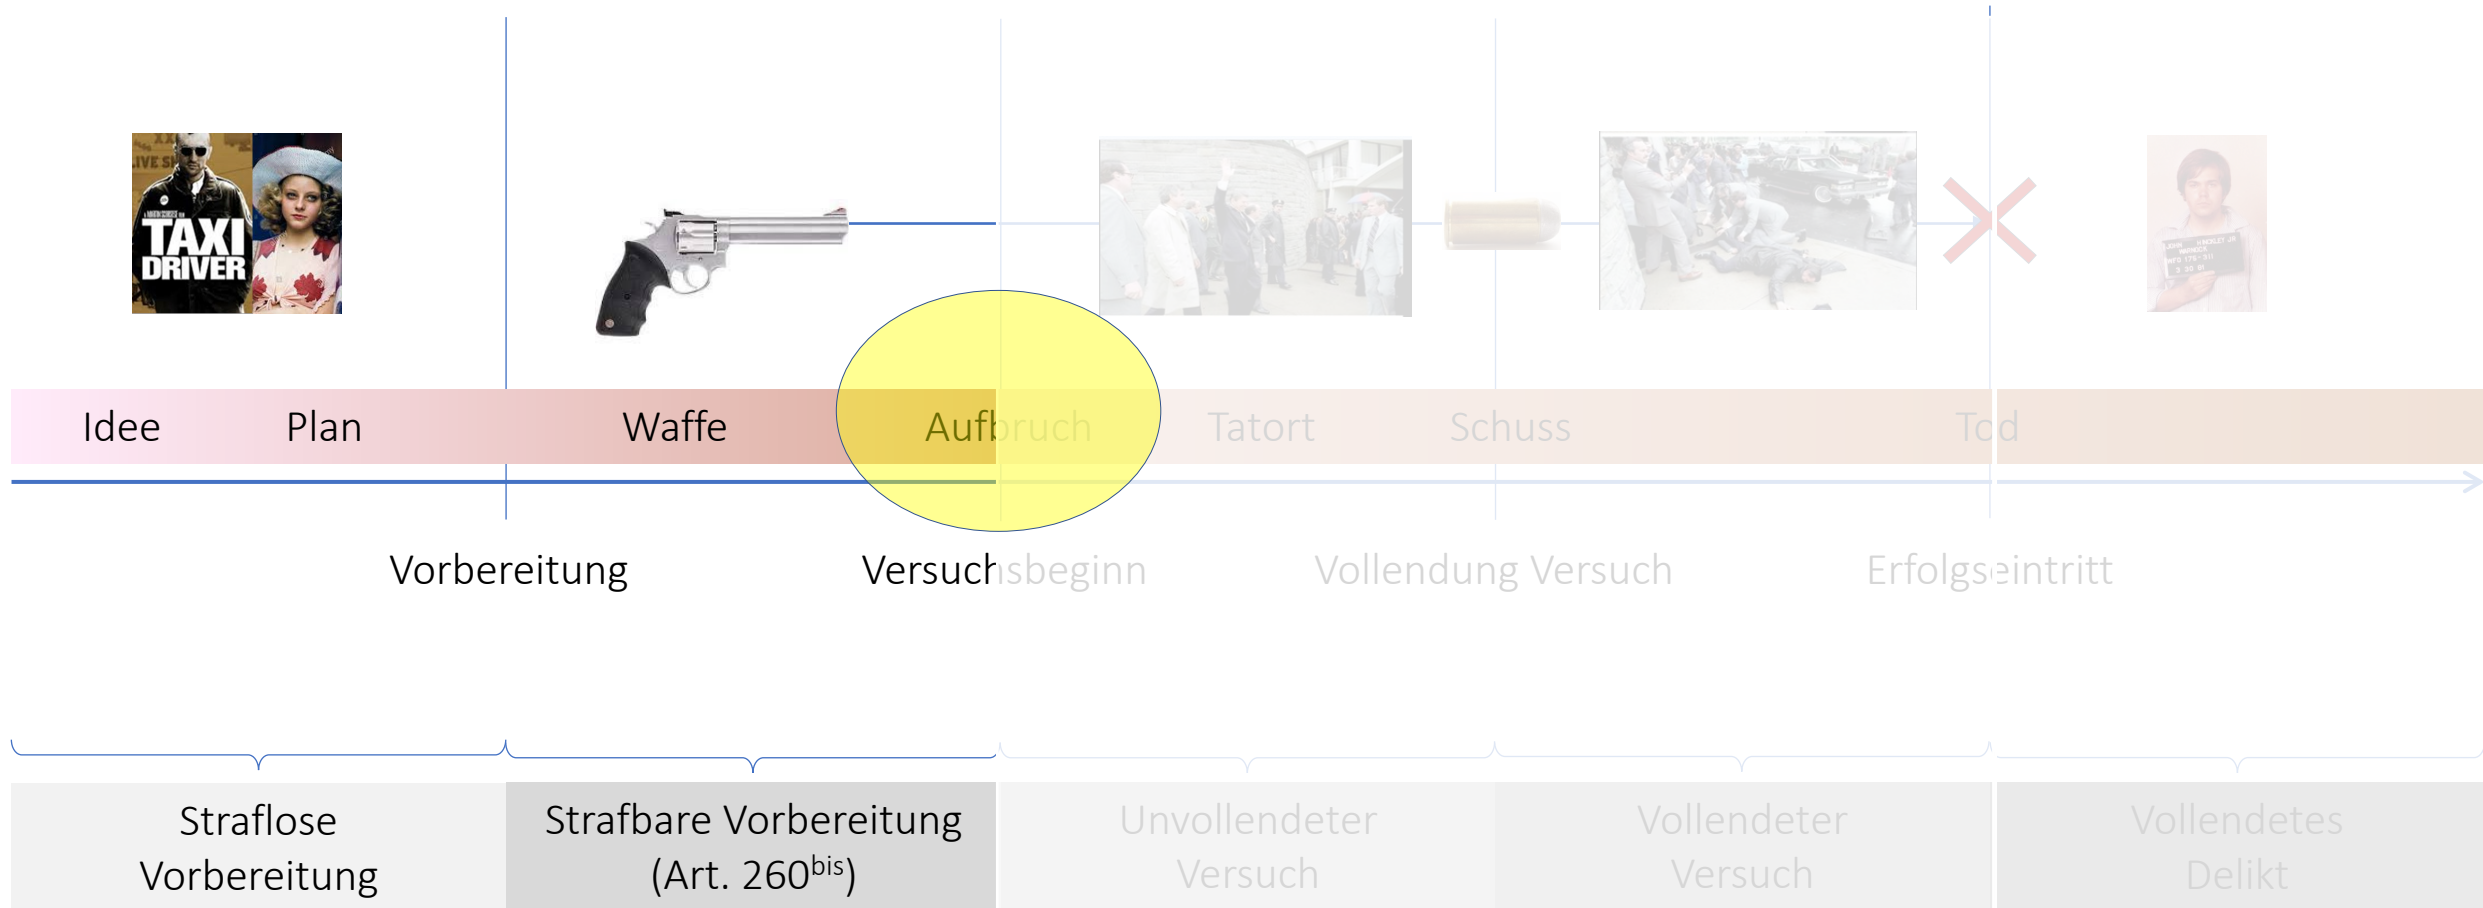 TAXI
DRIVER
Idee
Plan
Waffe
Aufbruch
Tatort
Schuss
Tod
Vorbereitung
Versuchsbeginn
Vollendung Versuch
Erfolgseintritt
Straflose
Vorbereitung
Strafbare Vorbereitung
(Art. 260bis)
Unvollendeter
Versuch
Vollendeter
Versuch
Vollendetes
Delikt